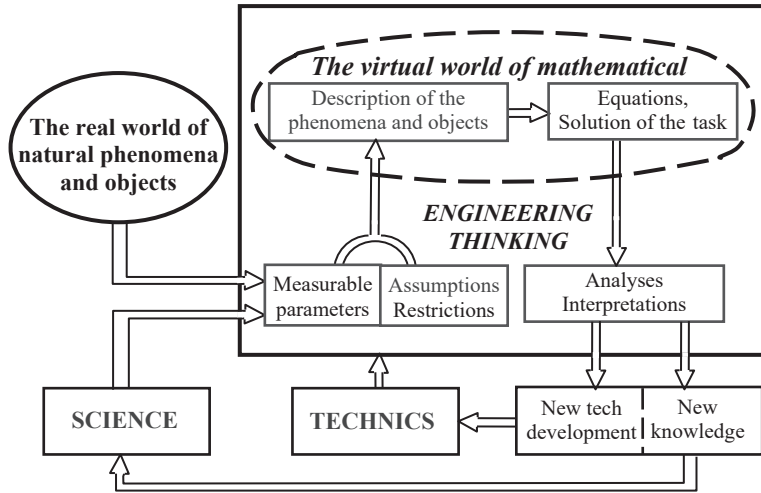 The virtual world of mathematical
Description of the
phenomena and objects
Equations,
Solution of the task
The real world of
natural phenomena
and objects
ENGINEERING
THINKING
Measurable
parameters
Assumptions
Restrictions
Analyses
Interpretations
SCIENCE
TECHNICS
New tech
development
New
knowledge